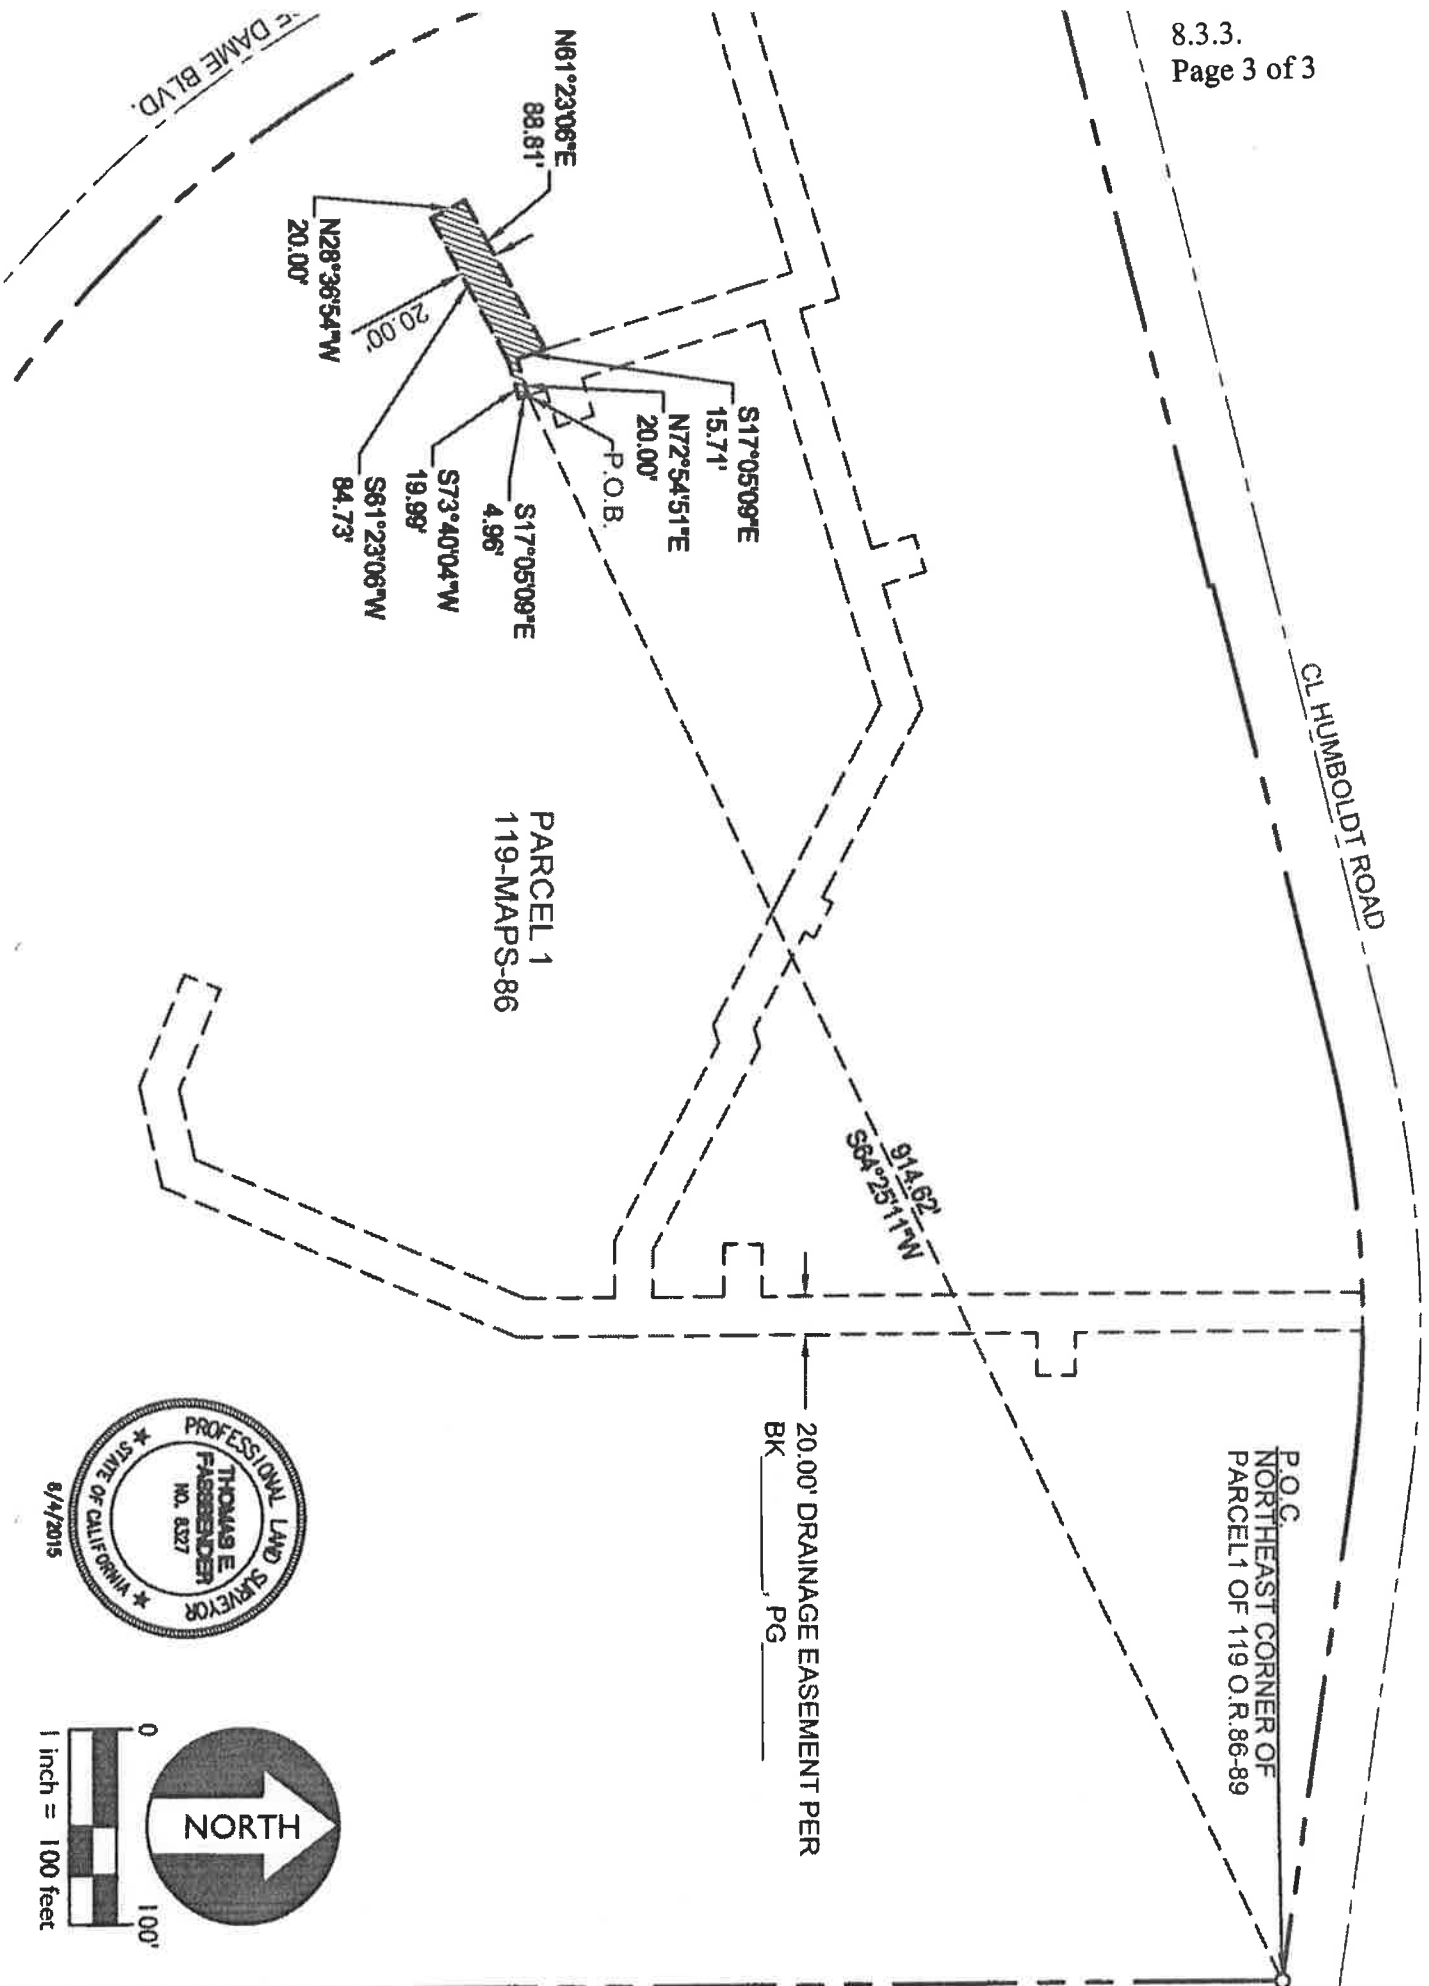 8.3.3.
Page 3 of 3
DAME BLVD.
N61°23'06"E
88.81'
N28°36'54"W
20.00'
20.00'
S17°05'09"E
15.71'
N72°54'51"E
20.00'
P.O.B.
S17°05'09"E
4.96'
S73°40'04"W
19.99'
S61°23'06"W
84.73'
CL HUMBOLDT ROAD
PARCEL 1
119-MAPS-86
914.62'
S64°25'11"W
20.00' DRAINAGE EASEMENT PER
BK________, PG________
P.O.C.
NORTHEAST CORNER OF
PARCEL 1 OF 119 O.R.86-89
PROFESSIONAL LAND SURVEYOR
THOMAS E.
FASSBENDER
NO. 8327
STATE OF CALIFORNIA
8/4/2015
NORTH
0 100'
1 inch = 100 feet